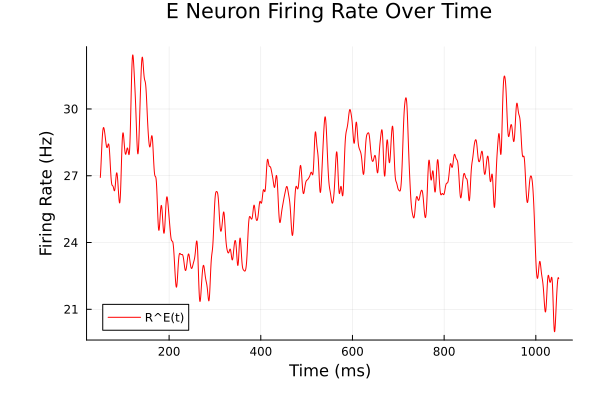 E Neuron Firing Rate Over Time
Firing Rate (Hz)
30
27
24
21
R^E(t)
200
400
600
800
1000
Time (ms)